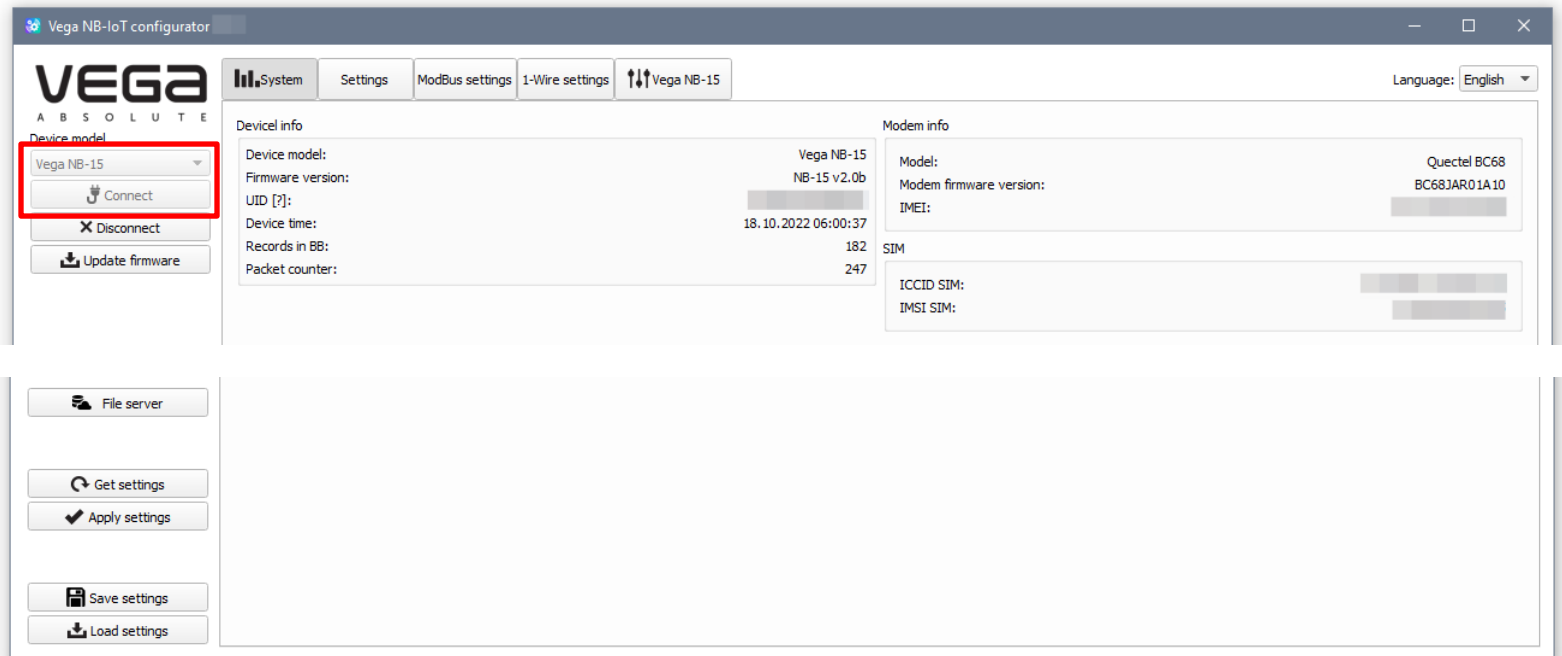 Vega NB-IoT configurator
VEGA
ABSOLUTE
System
Settings
ModBus settings
1-Wire settings
Vega NB-15
Language: English
Device model
Vega NB-15
Connect
Disconnect
Update firmware
Devicel info
Device model: Vega NB-15
Firmware version: NB-15 v2.0b
UID [?]:
Device time: 18.10.2022 06:00:37
Records in BB: 182
Packet counter: 247
Modem info
Model: Quectel BC68
Modem firmware version: BC68JAR01A10
IMEI:
SIM
ICCID SIM:
IMSI SIM:
File server
Get settings
Apply settings
Save settings
Load settings